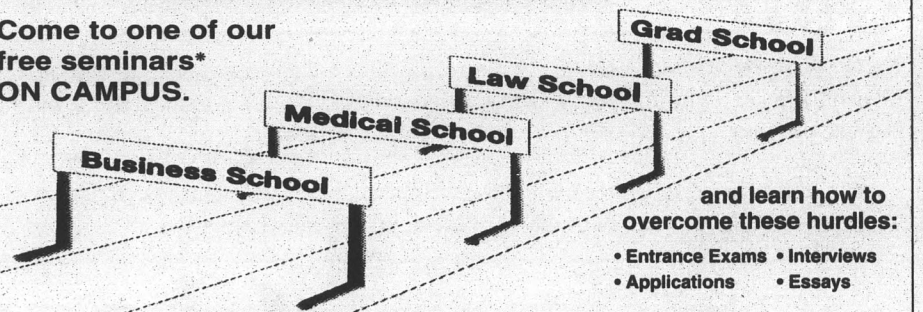 Come to one of our
free seminars*
ON CAMPUS.
Grad School
Law School
Medical School
Business School
and learn how to
overcome these hurdles:
• Entrance Exams • Interviews
• Applications • Essays